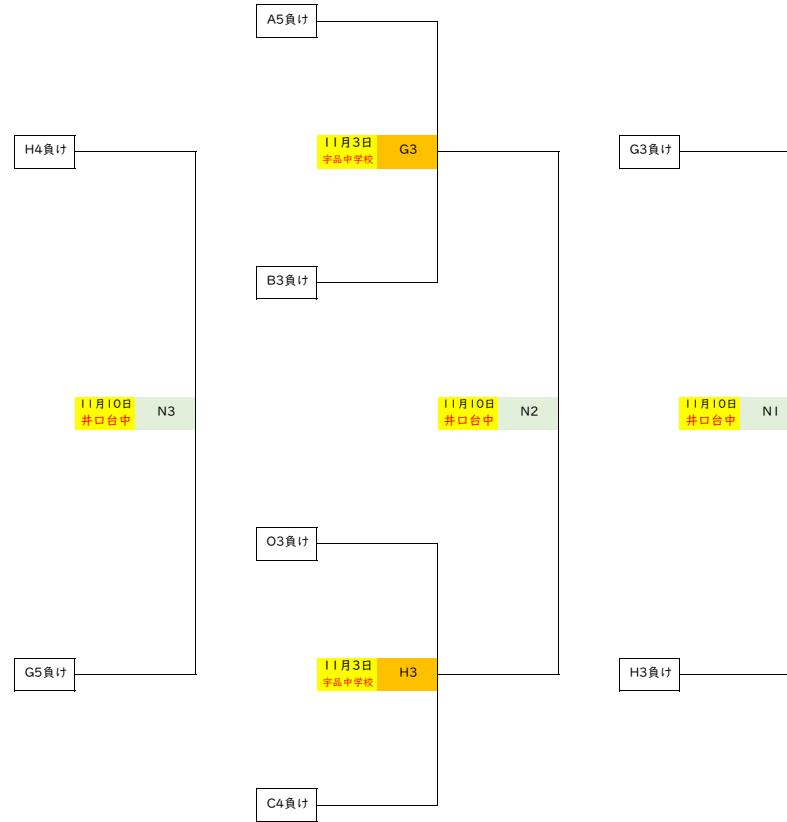 A5負け
H4負け
11月3日
宇品中学校
G3
G3負け
B3負け
11月10日
井口台中
N3
11月10日
井口台中
N2
11月10日
井口台中
N1
O3負け
G5負け
11月3日
宇品中学校
H3
H3負け
C4負け